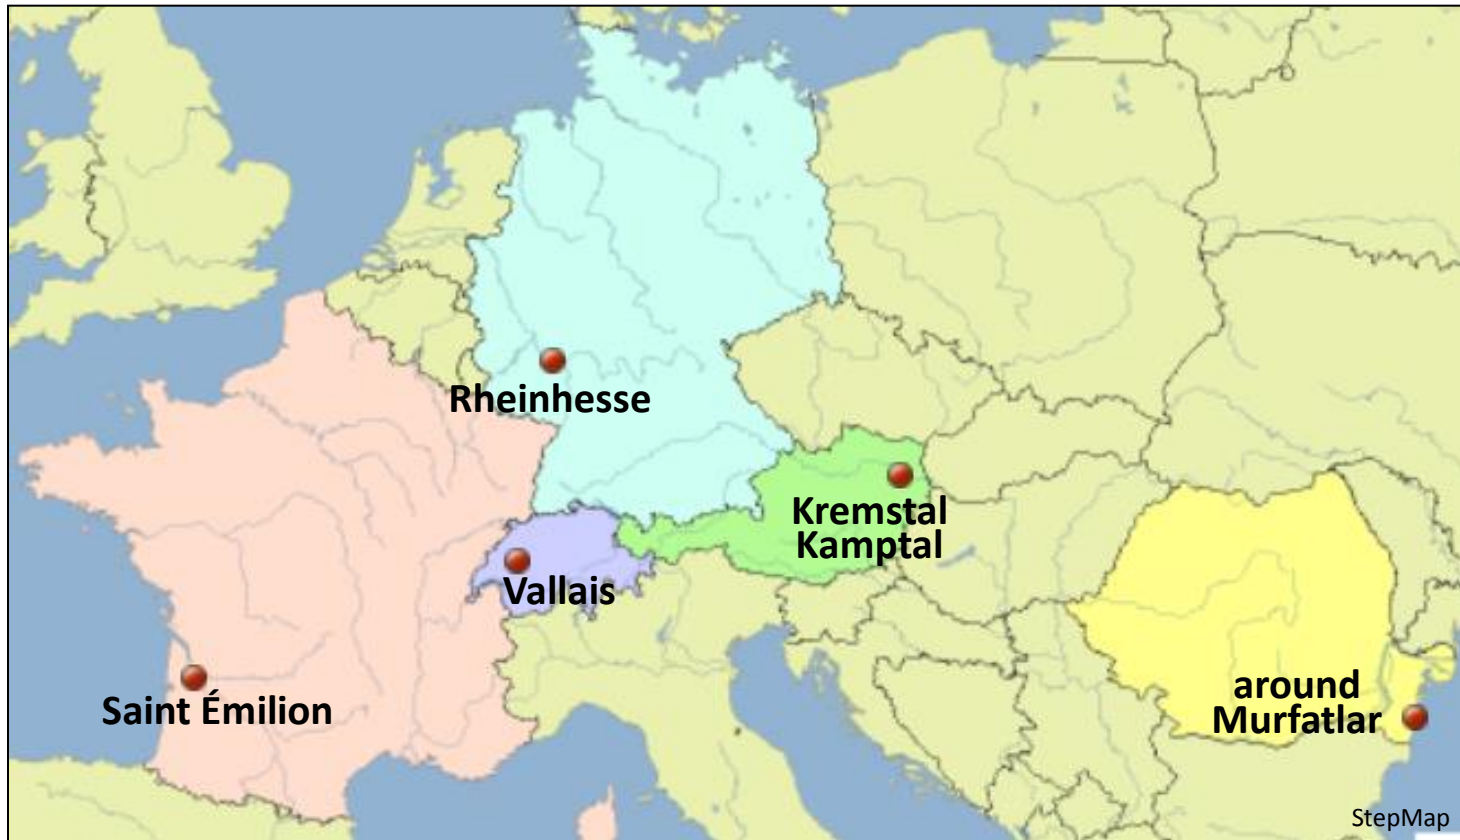 Rheinhesse
Kremstal
Kamptal
Vallais
around
Murfatlar
Saint Émilion
StepMap